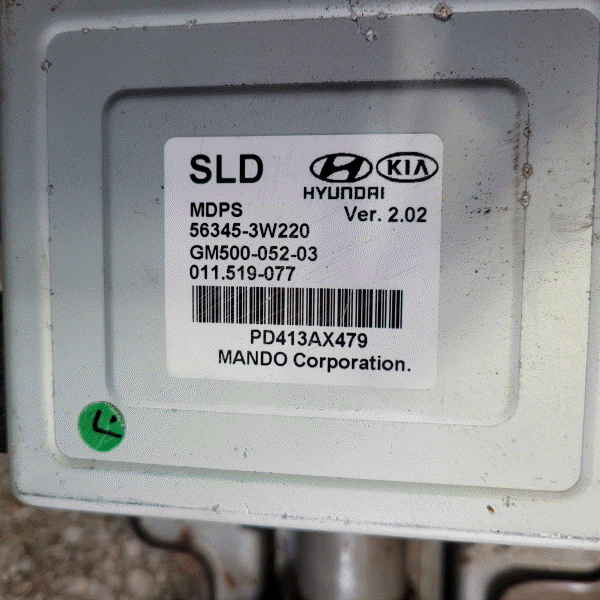 SLD HYUNDAI KIA
MDPS Ver. 2.02
56345-3W220
GM500-052-03
011.519-077
PD413AX479
MANDO Corporation.